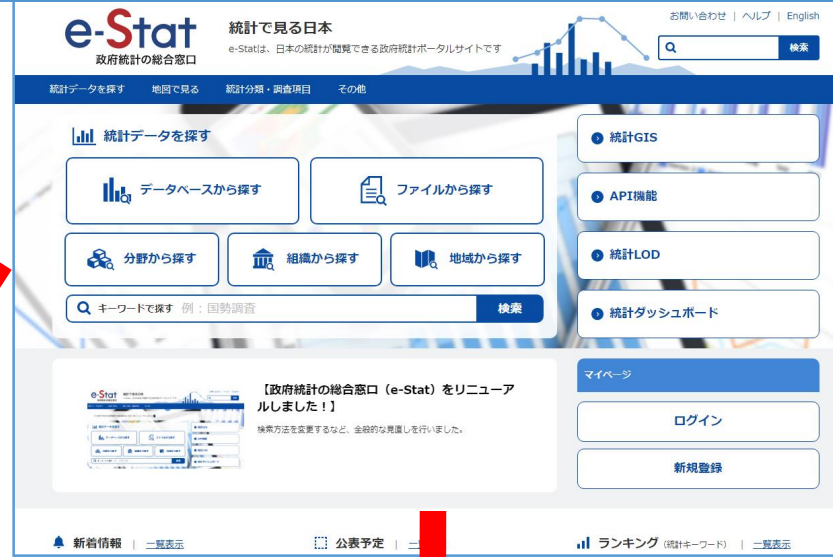 お問い合わせ | ヘルプ | English
e-Stat
政府統計の総合窓口
統計で見る日本
e-Statは、日本の統計が閲覧できる政府統計ポータルサイトです
検索
統計データを探す 地図で見る 統計分類・調査項目 その他
統計データを探す
データベースから探す
ファイルから探す
分野から探す
組織から探す
地域から探す
キーワードで探す 例：国勢調査
検索
統計GIS
API機能
統計LOD
統計ダッシュボード
【政府統計の総合窓口（e-Stat）をリニューア
ルしました！】
検索方法を変更するなど、全般的な見直しを行いました。
マイページ
ログイン
新規登録
新着情報 | 一覧表示
公表予定 |
ランキング (統計キーワード) | 一覧表示